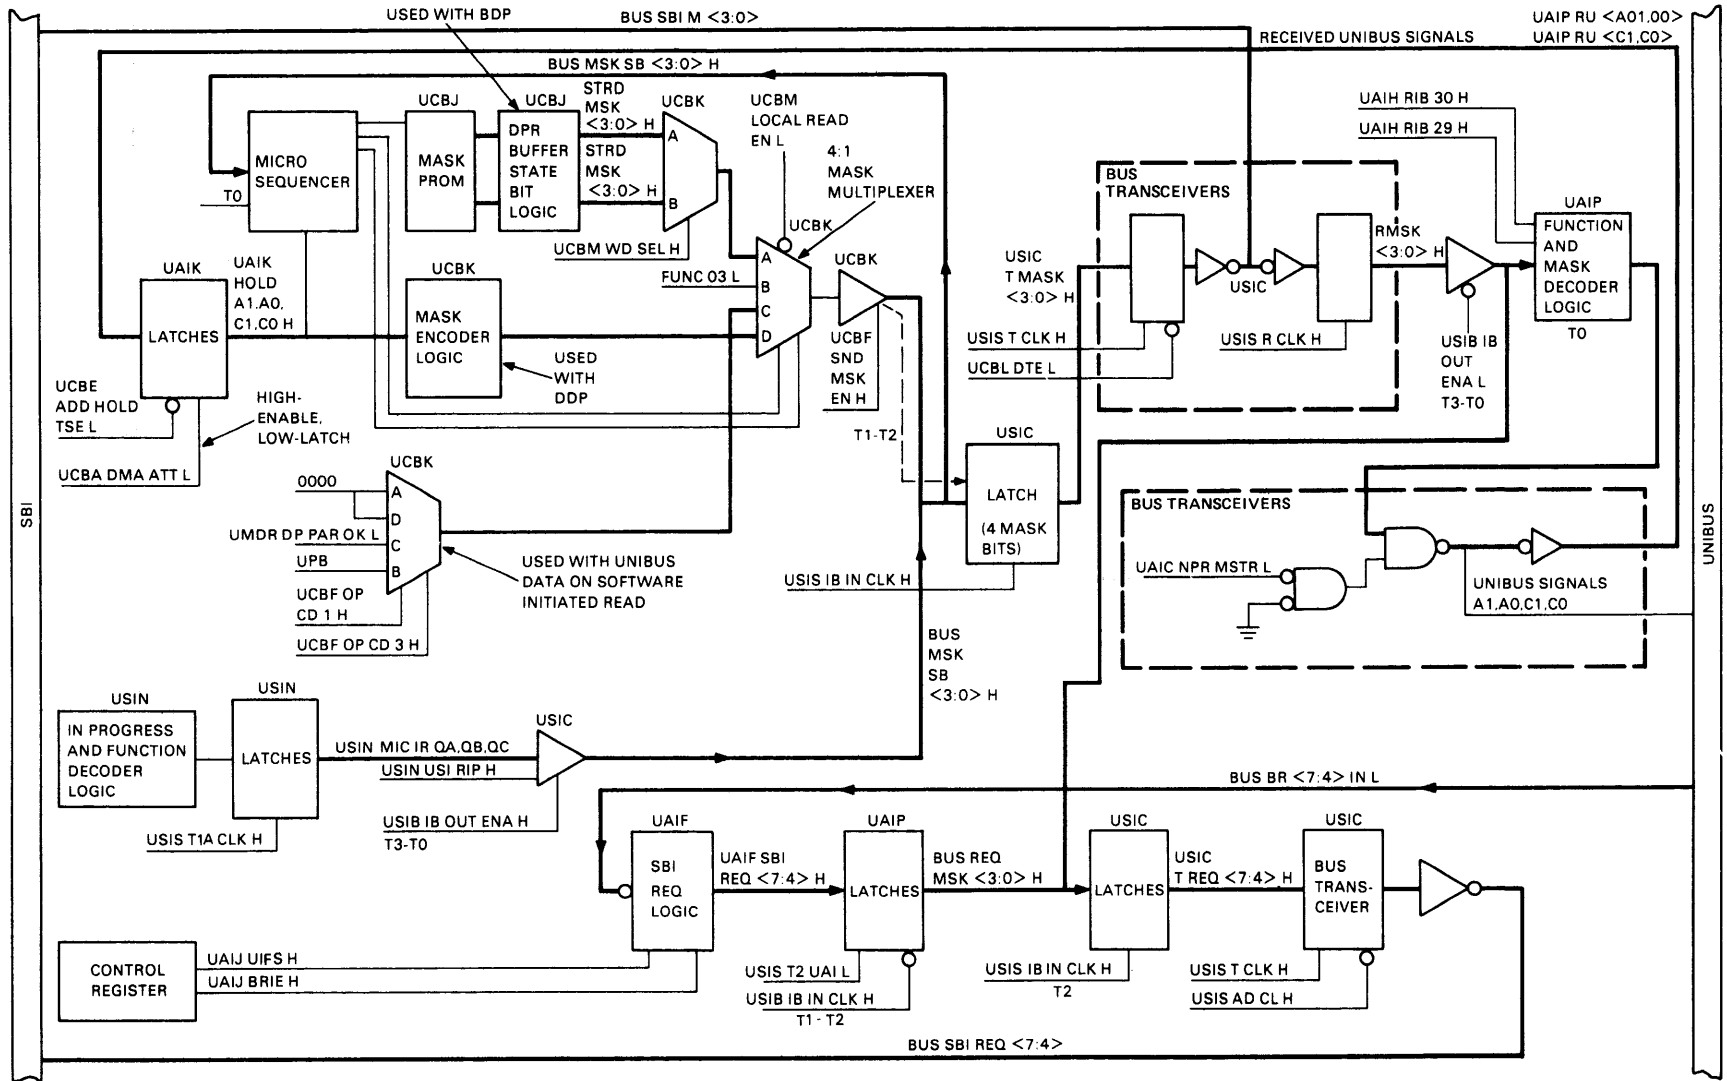 USED WITH BDP
BUS SBI M <3:0>
UAIP RU <A01,00>
UAIP RU <C1,C0>
RECEIVED UNIBUS SIGNALS
BUS MSK SB <3:0> H
SBI
UNIBUS
MICRO
SEQUENCER
T0
UCBJ
MASK
PROM
UCBJ
DPR
BUFFER
STATE
BIT
LOGIC
STRD
MSK
<3:0> H
STRD
MSK
<3:0> H
UCBK
A
B
UCBM WD SEL H
UCBM
LOCAL READ
EN L
4:1
MASK
MULTIPLEXER
UCBK
A
B
C
D
FUNC 03 L
UCBK
UCBF
SND
MSK
EN H
T1-T2
UAIK
LATCHES
UAIK
HOLD
A1,A0,
C1,C0 H
UCBE
ADD HOLD
TSE L
UCBA DMA ATT L
HIGH-
ENABLE,
LOW-LATCH
UCBK
MASK
ENCODER
LOGIC
USED
WITH
DDP
UCBK
0000
A
D
C
B
UMDR DP PAR OK L
UPB
UCBF OP
CD 1 H
UCBF OP CD 3 H
USED WITH UNIBUS
DATA ON SOFTWARE
INITIATED READ
USIC
LATCH
(4 MASK
BITS)
USIS IB IN CLK H
USIC
T MASK
<3:0> H
BUS
TRANSCEIVERS
USIC
USIS T CLK H
UCBL DTE L
USIS R CLK H
RMSK
<3:0> H
USIB IB
OUT
ENA L
T3-T0
UAIH RIB 30 H
UAIH RIB 29 H
UAIP
FUNCTION
AND
MASK
DECODER
LOGIC
T0
BUS TRANSCEIVERS
UAIC NPR MSTR L
UNIBUS SIGNALS
A1,A0,C1,C0
BUS
MSK
SB
<3:0> H
USIN
IN PROGRESS
AND FUNCTION
DECODER
LOGIC
USIN
LATCHES
USIS T1A CLK H
USIN MIC IR QA,QB,QC
USIN USI RIP H
USIC
USIB IB OUT ENA H
T3-T0
BUS BR <7:4> IN L
UAIF
SBI
REQ
LOGIC
UAIF SBI
REQ <7:4> H
UAIP
LATCHES
USIS T2 UAI L
USIB IB IN CLK H
T1 - T2
BUS REQ
MSK <3:0> H
USIC
LATCHES
USIS IB IN CLK H
T2
USIC
T REQ <7:4> H
USIC
BUS
TRANS-
CEIVER
USIS T CLK H
USIS AD CL H
CONTROL
REGISTER
UAIJ UIFS H
UAIJ BRIE H
BUS SBI REQ <7:4>